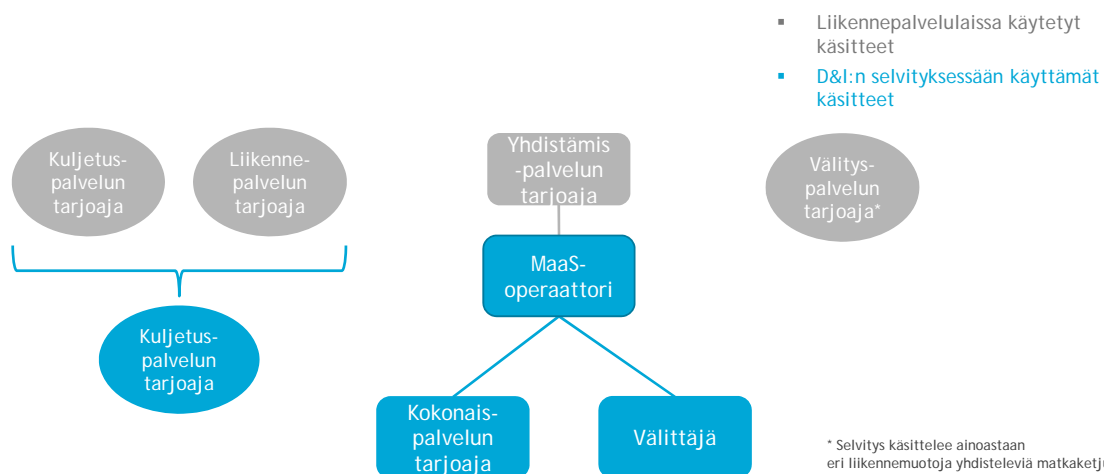 ▪ Liikennepalvelulaissa käytetyt
käsitteet
▪ D&I:n selvityksessään käyttämät
käsitteet
Kuljetus-
palvelun
tarjoaja
Liikenne-
palvelun
tarjoaja
Yhdistämis
-palvelun
tarjoaja
Välitys-
palvelun
tarjoaja*
MaaS-
operaattori
Kuljetus-
palvelun
tarjoaja
Kokonais-
palvelun
tarjoaja
Välittäjä
* Selvitys käsittelee ainoastaan
eri liikennemuotoja yhdisteleviä